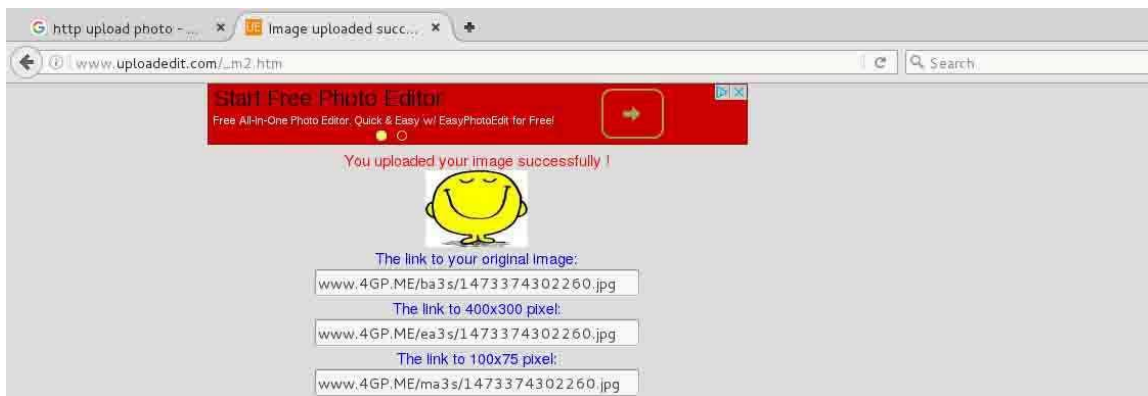 http upload photo - ...
UE Image uploaded succ...
www.uploadedit.com/_m2.htm
Search
Start Free Photo Editor
Free All-In-One Photo Editor, Quick & Easy w/ EasyPhotoEdit for Free!
You uploaded your image successfully !
The link to your original image:
www.4GP.ME/ba3s/1473374302260.jpg
The link to 400x300 pixel:
www.4GP.ME/ea3s/1473374302260.jpg
The link to 100x75 pixel:
www.4GP.ME/ma3s/1473374302260.jpg